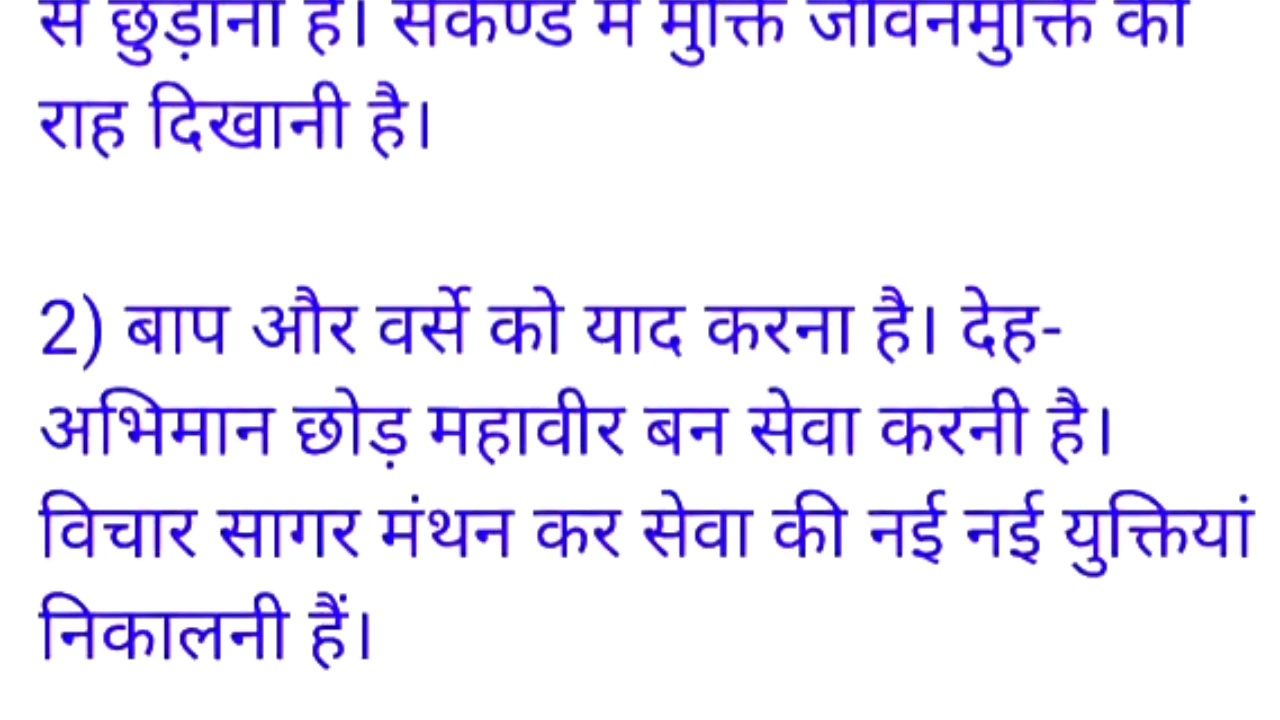 से छुड़ाना है। सेकण्ड में मुक्ति जीवनमुक्ति की
राह दिखानी है।
2) बाप और वर्से को याद करना है। देह-
अभिमान छोड़ महावीर बन सेवा करनी है।
विचार सागर मंथन कर सेवा की नई नई युक्तियां
निकालनी हैं।